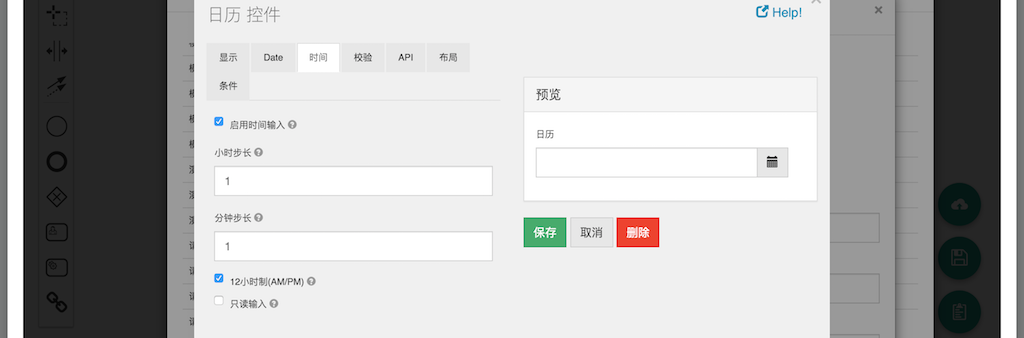 日历 控件
Help!
显示 Date 时间 校验 API 布局
条件
启用时间输入
小时步长
1
分钟步长
1
12小时制(AM/PM)
只读输入
预览
日历
保存 取消 删除